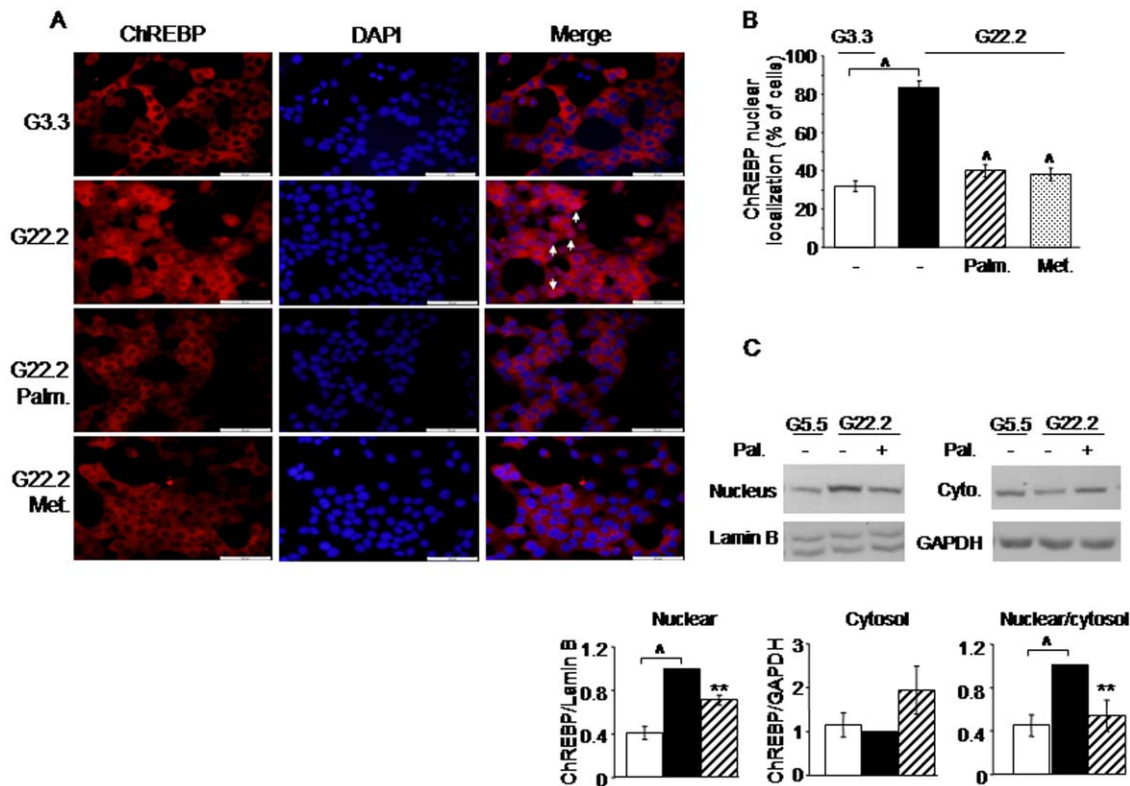 A
ChREBP DAPI Merge
G3.3
G22.2
G22.2
Palm.
G22.2
Met.
B
G3.3 G22.2
ChREBP nuclear
localization (% of cells)
100
80
60
40
20
0
^
^ ^
- - Palm. Met.
C
G5.5 G22.2
Pal. - - +
Nucleus
Lamin B
G5.5 G22.2
- - +
Cyto.
GAPDH
Nuclear
ChREBP/Lamin B
1.2
0.8
0.4
0
^
**
Cytosol
ChREBP/GAPDH
3
2
1
0
Nuclear/cytosol
1.2
0.8
0.4
0
^
**